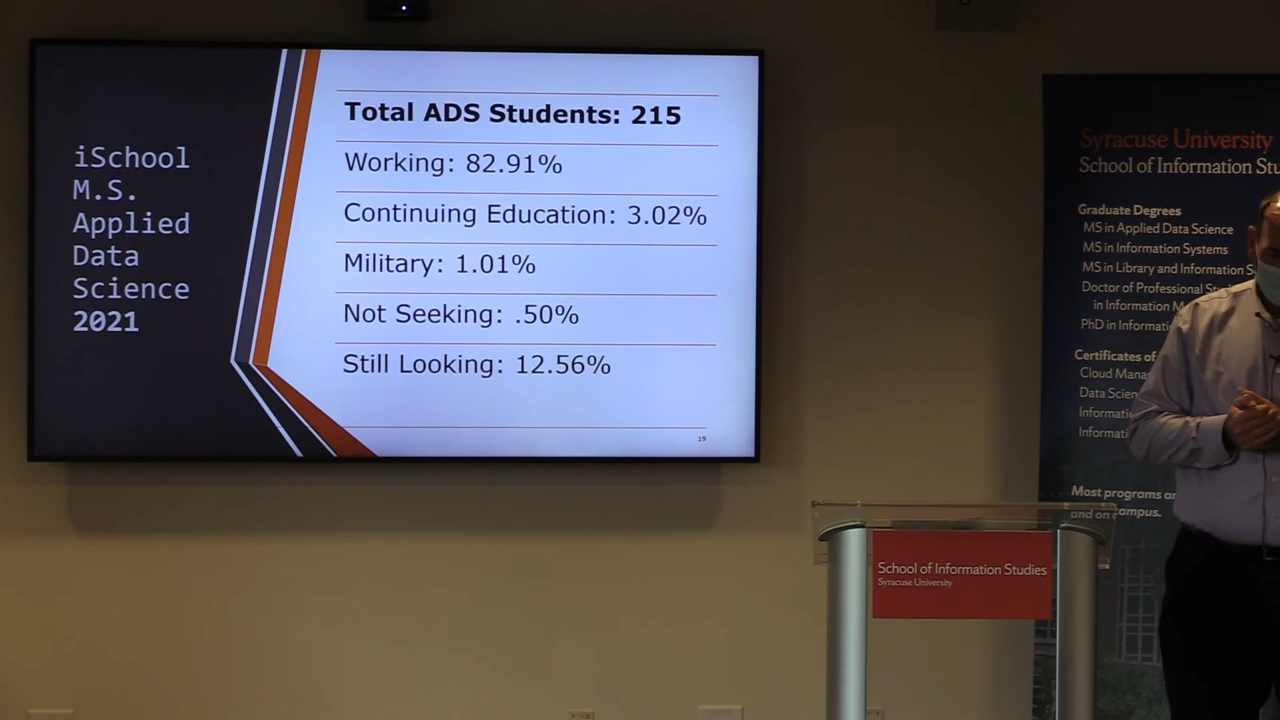 iSchool
M.S.
Applied
Data
Science
2021
Total ADS Students: 215
Working: 82.91%
Continuing Education: 3.02%
Military: 1.01%
Not Seeking: .50%
Still Looking: 12.56%
19
Syracuse University
School of Information Stu
Graduate Degrees
MS in Applied Data Science
MS in Information Systems
MS in Library and Information S
Doctor of Professional Stu
in Information M
PhD in Informati
Certificates of
Cloud Mana
Data Scien
Informati
Informati
Most programs ar
and on campus.
School of Information Studies
Syracuse University